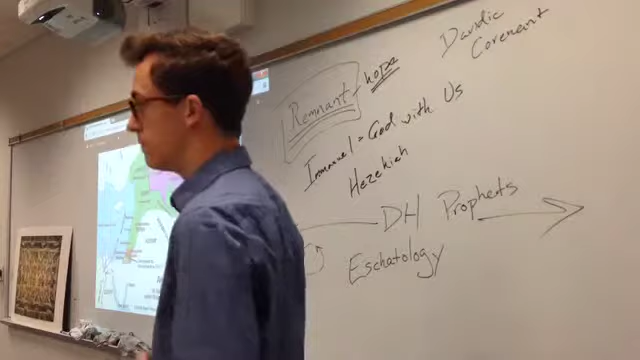 Davidic
Covenant
Remnant - hope
Immanuel = God with Us
Hezekiah
DH Prophets
Eschatology